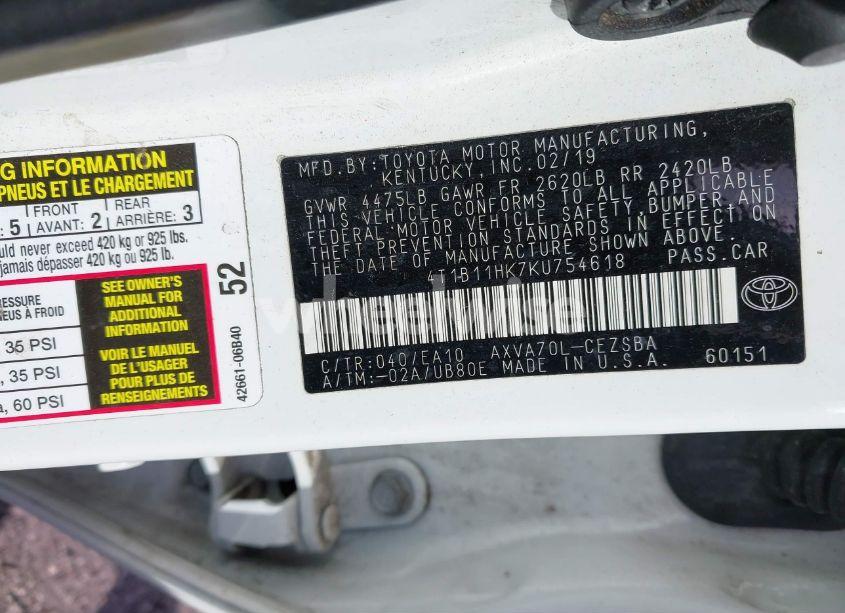 NG INFORMATION
PNEUS ET LE CHARGEMENT
: 5 FRONT AVANT: 2 REAR ARRIÈRE: 3
should never exceed 420 kg or 925 lbs.
jamais dépasser 420 kg ou 925 lb.
PRESSURE
PNEUS À FROID
35 PSI
, 35 PSI
a, 60 PSI
SEE OWNER'S
MANUAL FOR
ADDITIONAL
INFORMATION
VOIR LE MANUEL
DE L'USAGER
POUR PLUS DE
RENSEIGNEMENTS
52
42661-06B40
MFD.BY:TOYOTA MOTOR MANUFACTURING,
KENTUCKY,INC.02/19
GVWR 4475LB GAWR FR 2620LB RR 2420LB
THIS VEHICLE CONFORMS TO ALL APPLICABLE
FEDERAL MOTOR VEHICLE SAFETY,BUMPER,AND
THEFT PREVENTION STANDARDS IN EFFECT ON
THE DATE OF MANUFACTURE SHOWN ABOVE.
4T1B11HK7KU754618 PASS.CAR
C/TR:040/EA10 AXVA70L-CEZSBA
A/TM:-02A/UB80E MADE IN U.S.A. 60151
wheelwise